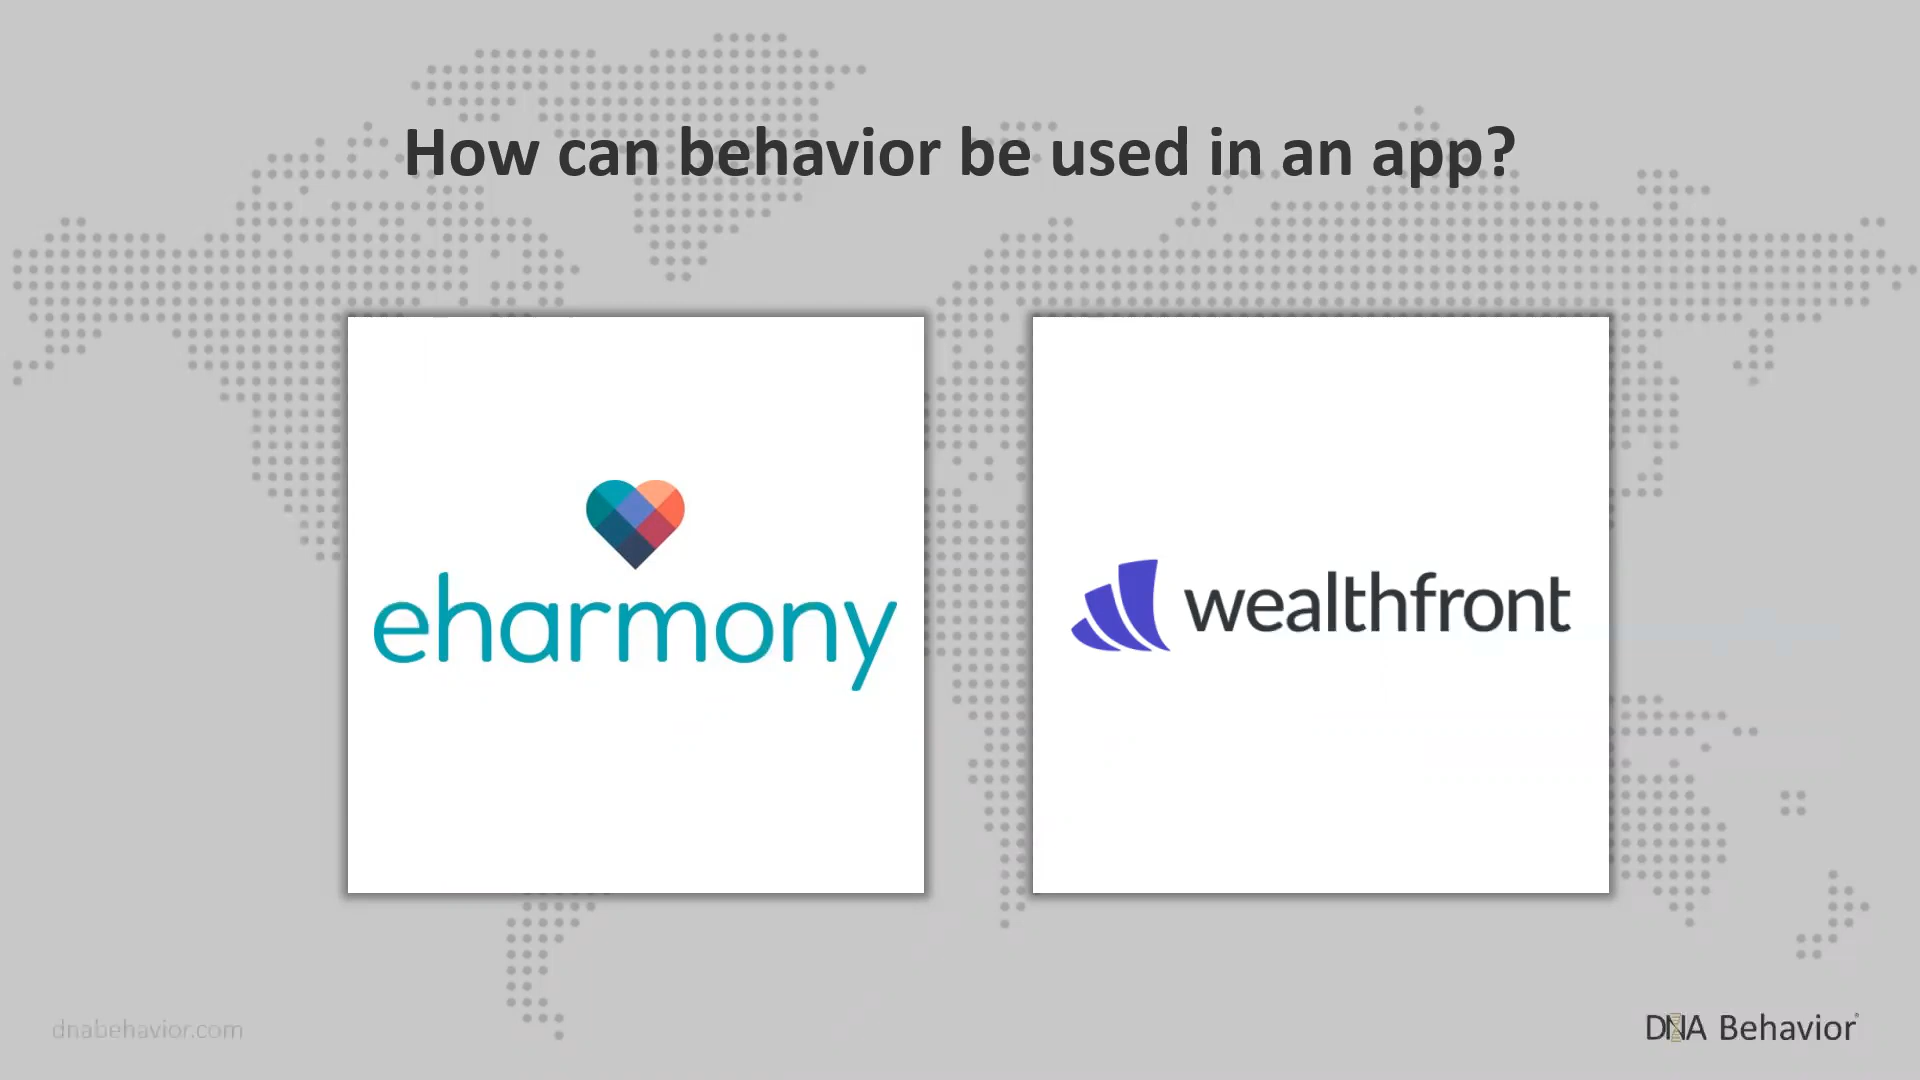 How can behavior be used in an app?
eharmony
wealthfront
dnabehavior.com
DNA Behavior®